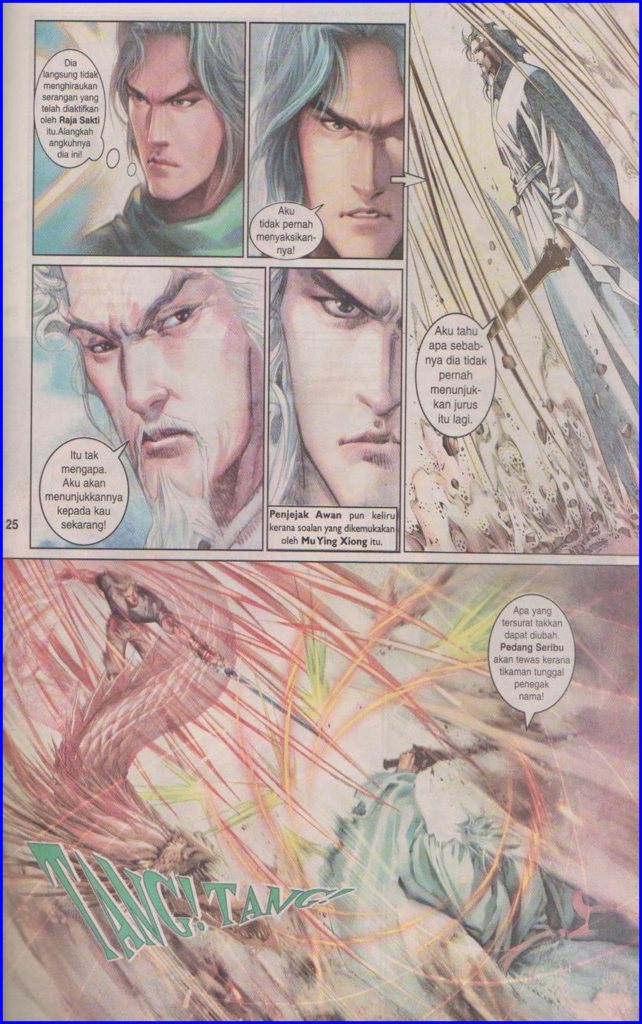 Dia
langsung tidak
menghiraukan
serangan yang
telah diaktifkan
oleh Raja Sakti
itu.Alangkah
angkuhnya
dia ini!
Aku
tidak pernah
menyaksikan-
nya!
Aku tahu
apa sebab-
nya dia tidak
pernah
menunjuk-
kan jurus
itu lagi.
Itu tak
mengapa.
Aku akan
menunjukkannya
kepada kau
sekarang!
Penjejak Awan pun keliru
kerana soalan yang dikemukakan
oleh Mu Ying Xiong itu.
25
Apa yang
tersurat takkan
dapat diubah.
Pedang Seribu
akan tewas kerana
tikaman tunggal
penegak
nama!
TANG! TANG!